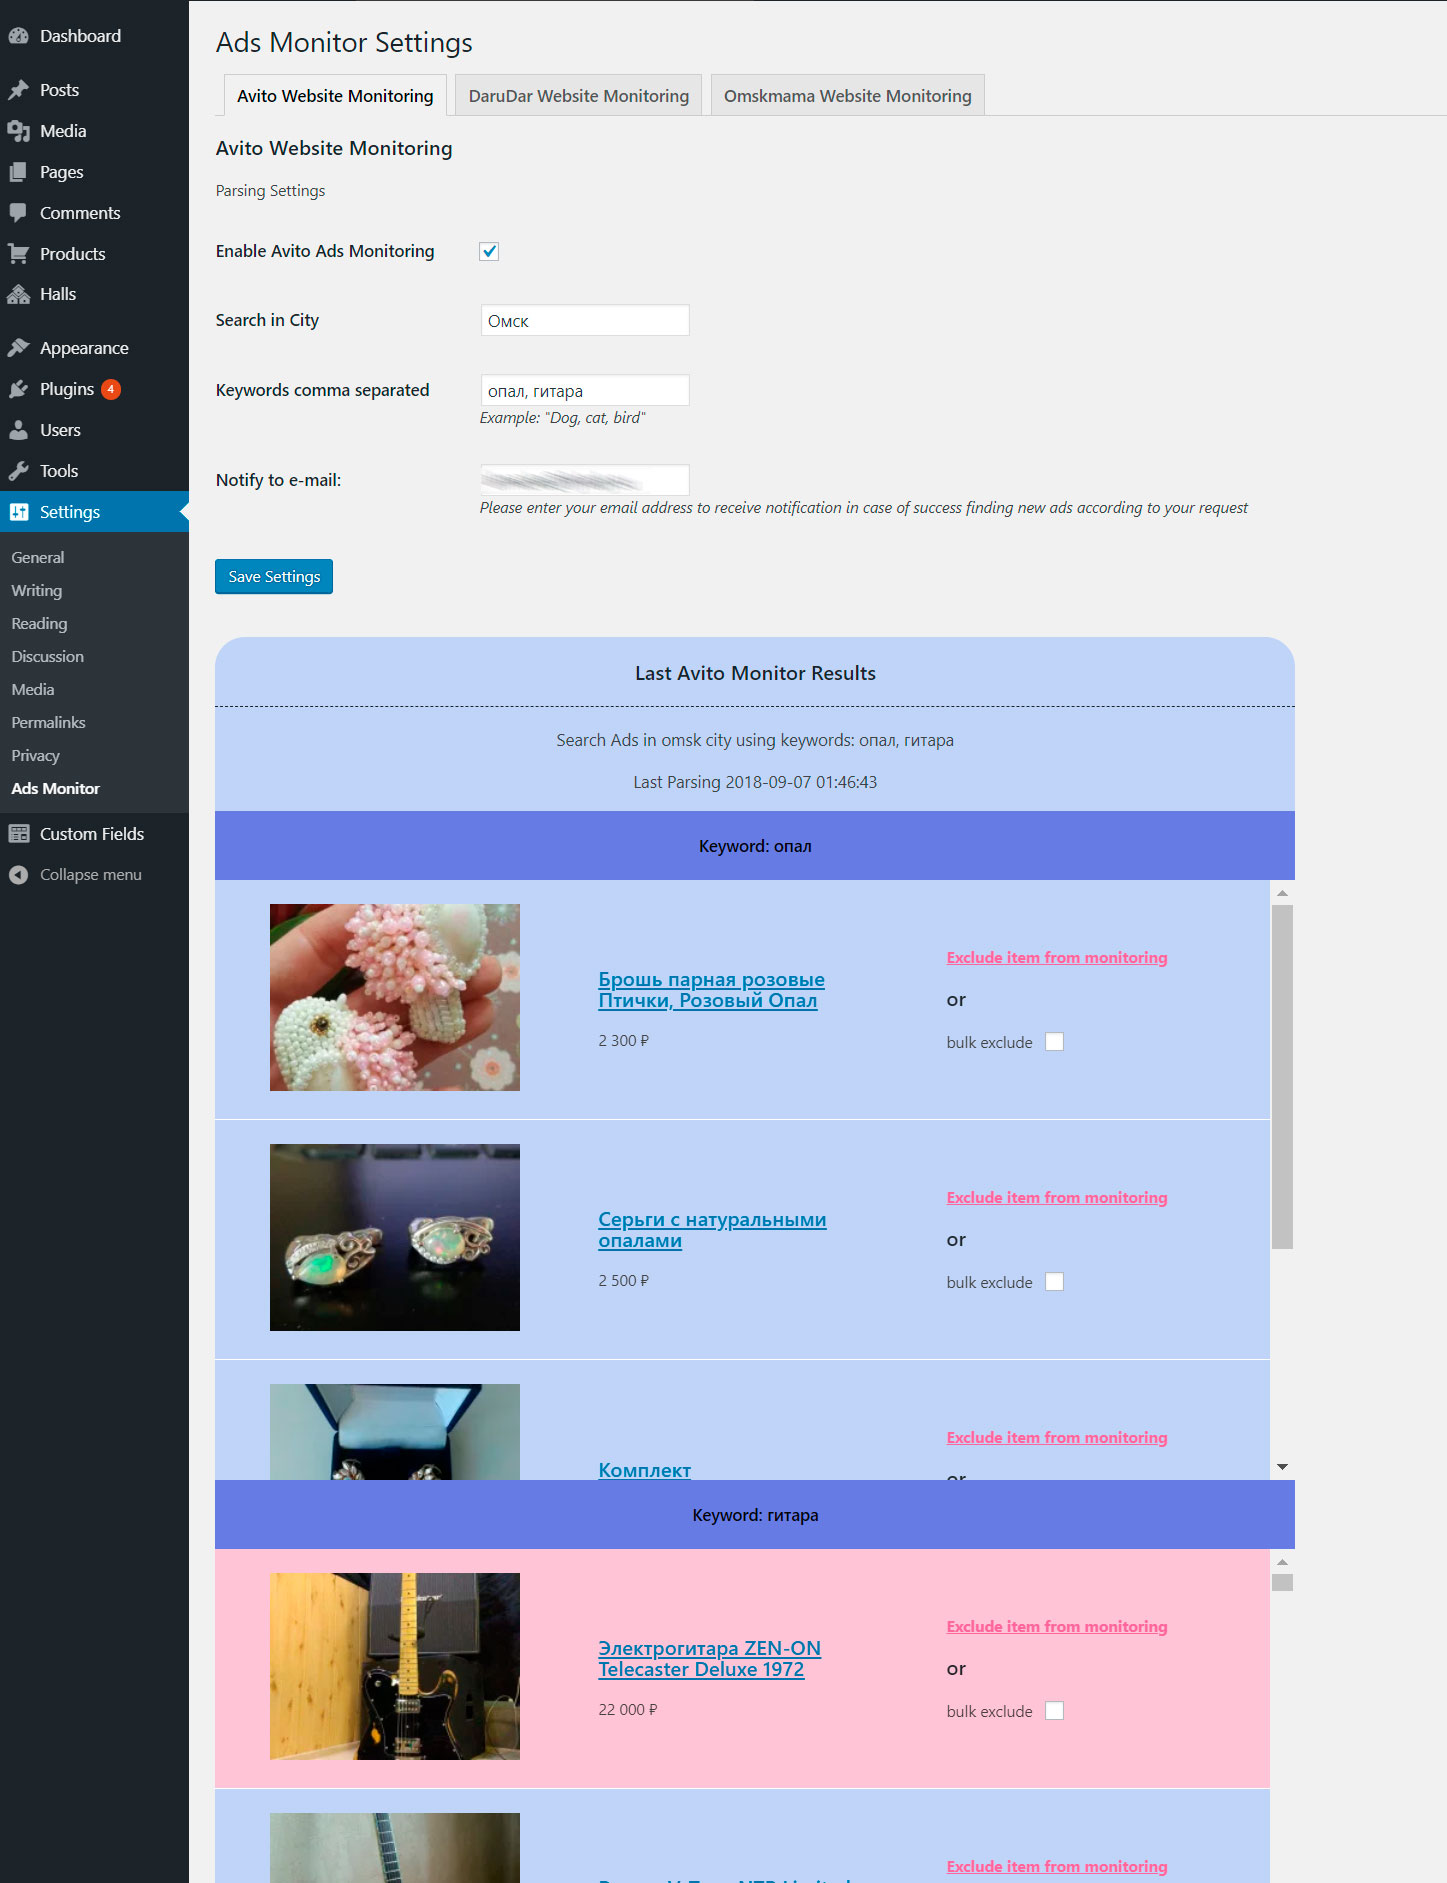 Dashboard
Posts
Media
Pages
Comments
Products
Halls
Appearance
Plugins 4
Users
Tools
Settings
General
Writing
Reading
Discussion
Media
Permalinks
Privacy
Ads Monitor
Custom Fields
Collapse menu
Ads Monitor Settings
Avito Website Monitoring
DaruDar Website Monitoring
Omskmama Website Monitoring
Avito Website Monitoring
Parsing Settings
Enable Avito Ads Monitoring
Search in City
Омск
Keywords comma separated
опал, гитара
Example: "Dog, cat, bird"
Notify to e-mail:
Please enter your email address to receive notification in case of success finding new ads according to your request
Save Settings
Last Avito Monitor Results
Search Ads in omsk city using keywords: опал, гитара
Last Parsing 2018-09-07 01:46:43
Keyword: опал
Брошь парная розовые
Птички, Розовый Опал
2 300 ₽
Exclude item from monitoring
or
bulk exclude
Серьги с натуральными
опалами
2 500 ₽
Exclude item from monitoring
or
bulk exclude
Комплект
Exclude item from monitoring
or
Keyword: гитара
Электрогитара ZEN-ON
Telecaster Deluxe 1972
22 000 ₽
Exclude item from monitoring
or
bulk exclude
Exclude item from monitoring